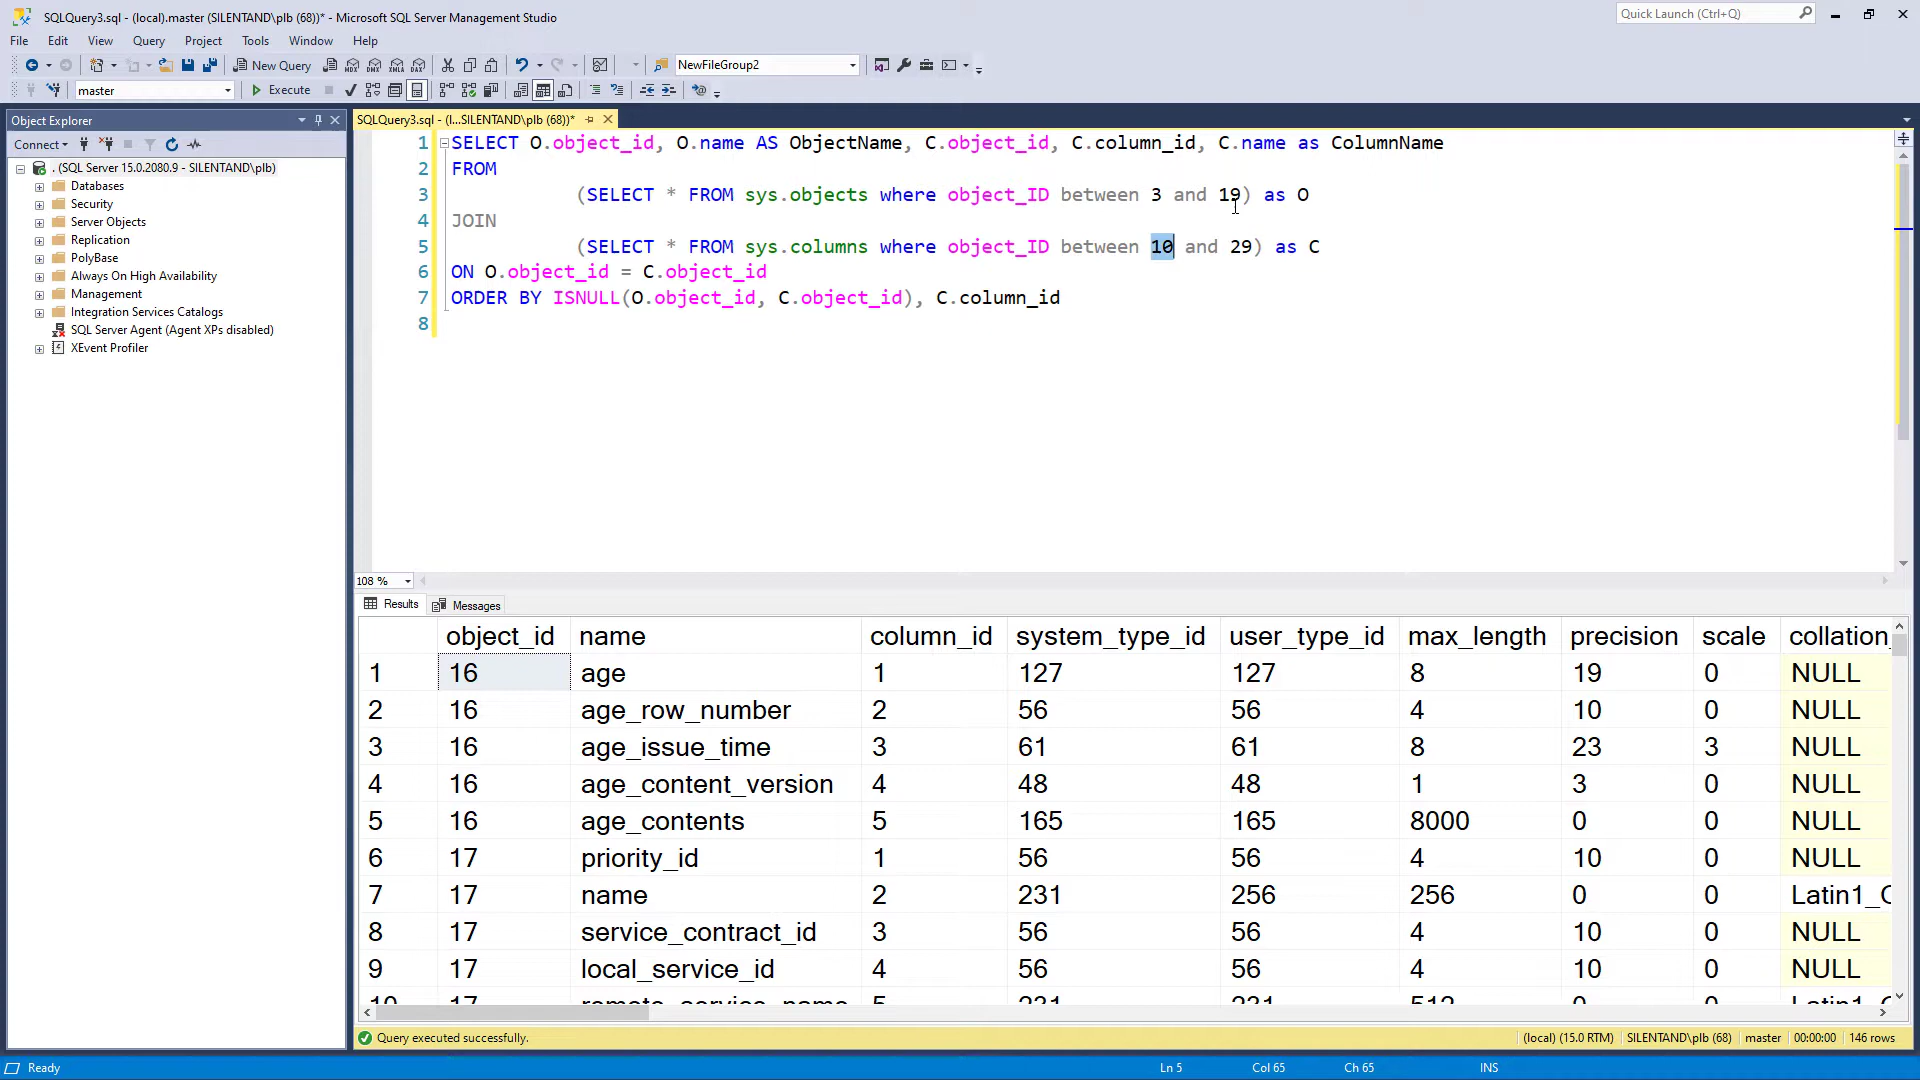 SQLQuery3.sql - (local).master (SILENTAND\plb (68))* - Microsoft SQL Server Management Studio
Quick Launch (Ctrl+Q)
File Edit View Query Project Tools Window Help
New Query
NewFileGroup2
master
Execute
Object Explorer
SQLQuery3.sql - (l...SILENTAND\plb (68))*
Connect
. (SQL Server 15.0.2080.9 - SILENTAND\plb)
Databases
Security
Server Objects
Replication
PolyBase
Always On High Availability
Management
Integration Services Catalogs
SQL Server Agent (Agent XPs disabled)
XEvent Profiler
1 SELECT O.object_id, O.name AS ObjectName, C.object_id, C.column_id, C.name as ColumnName
2 FROM
3 (SELECT * FROM sys.objects where object_ID between 3 and 19) as O
4 JOIN
5 (SELECT * FROM sys.columns where object_ID between 10 and 29) as C
6 ON O.object_id = C.object_id
7 ORDER BY ISNULL(O.object_id, C.object_id), C.column_id
8
108 %
Results Messages
object_id name column_id system_type_id user_type_id max_length precision scale collation_
1 16 age 1 127 127 8 19 0 NULL
2 16 age_row_number 2 56 56 4 10 0 NULL
3 16 age_issue_time 3 61 61 8 23 3 NULL
4 16 age_content_version 4 48 48 1 3 0 NULL
5 16 age_contents 5 165 165 8000 0 0 NULL
6 17 priority_id 1 56 56 4 10 0 NULL
7 17 name 2 231 256 256 0 0 Latin1_G
8 17 service_contract_id 3 56 56 4 10 0 NULL
9 17 local_service_id 4 56 56 4 10 0 NULL
10 17 remote_service_name 5 231 231 512 0 0 Latin1_G
Query executed successfully.
(local) (15.0 RTM) SILENTAND\plb (68) master 00:00:00 146 rows
Ready
Ln 5 Col 65 Ch 65 INS